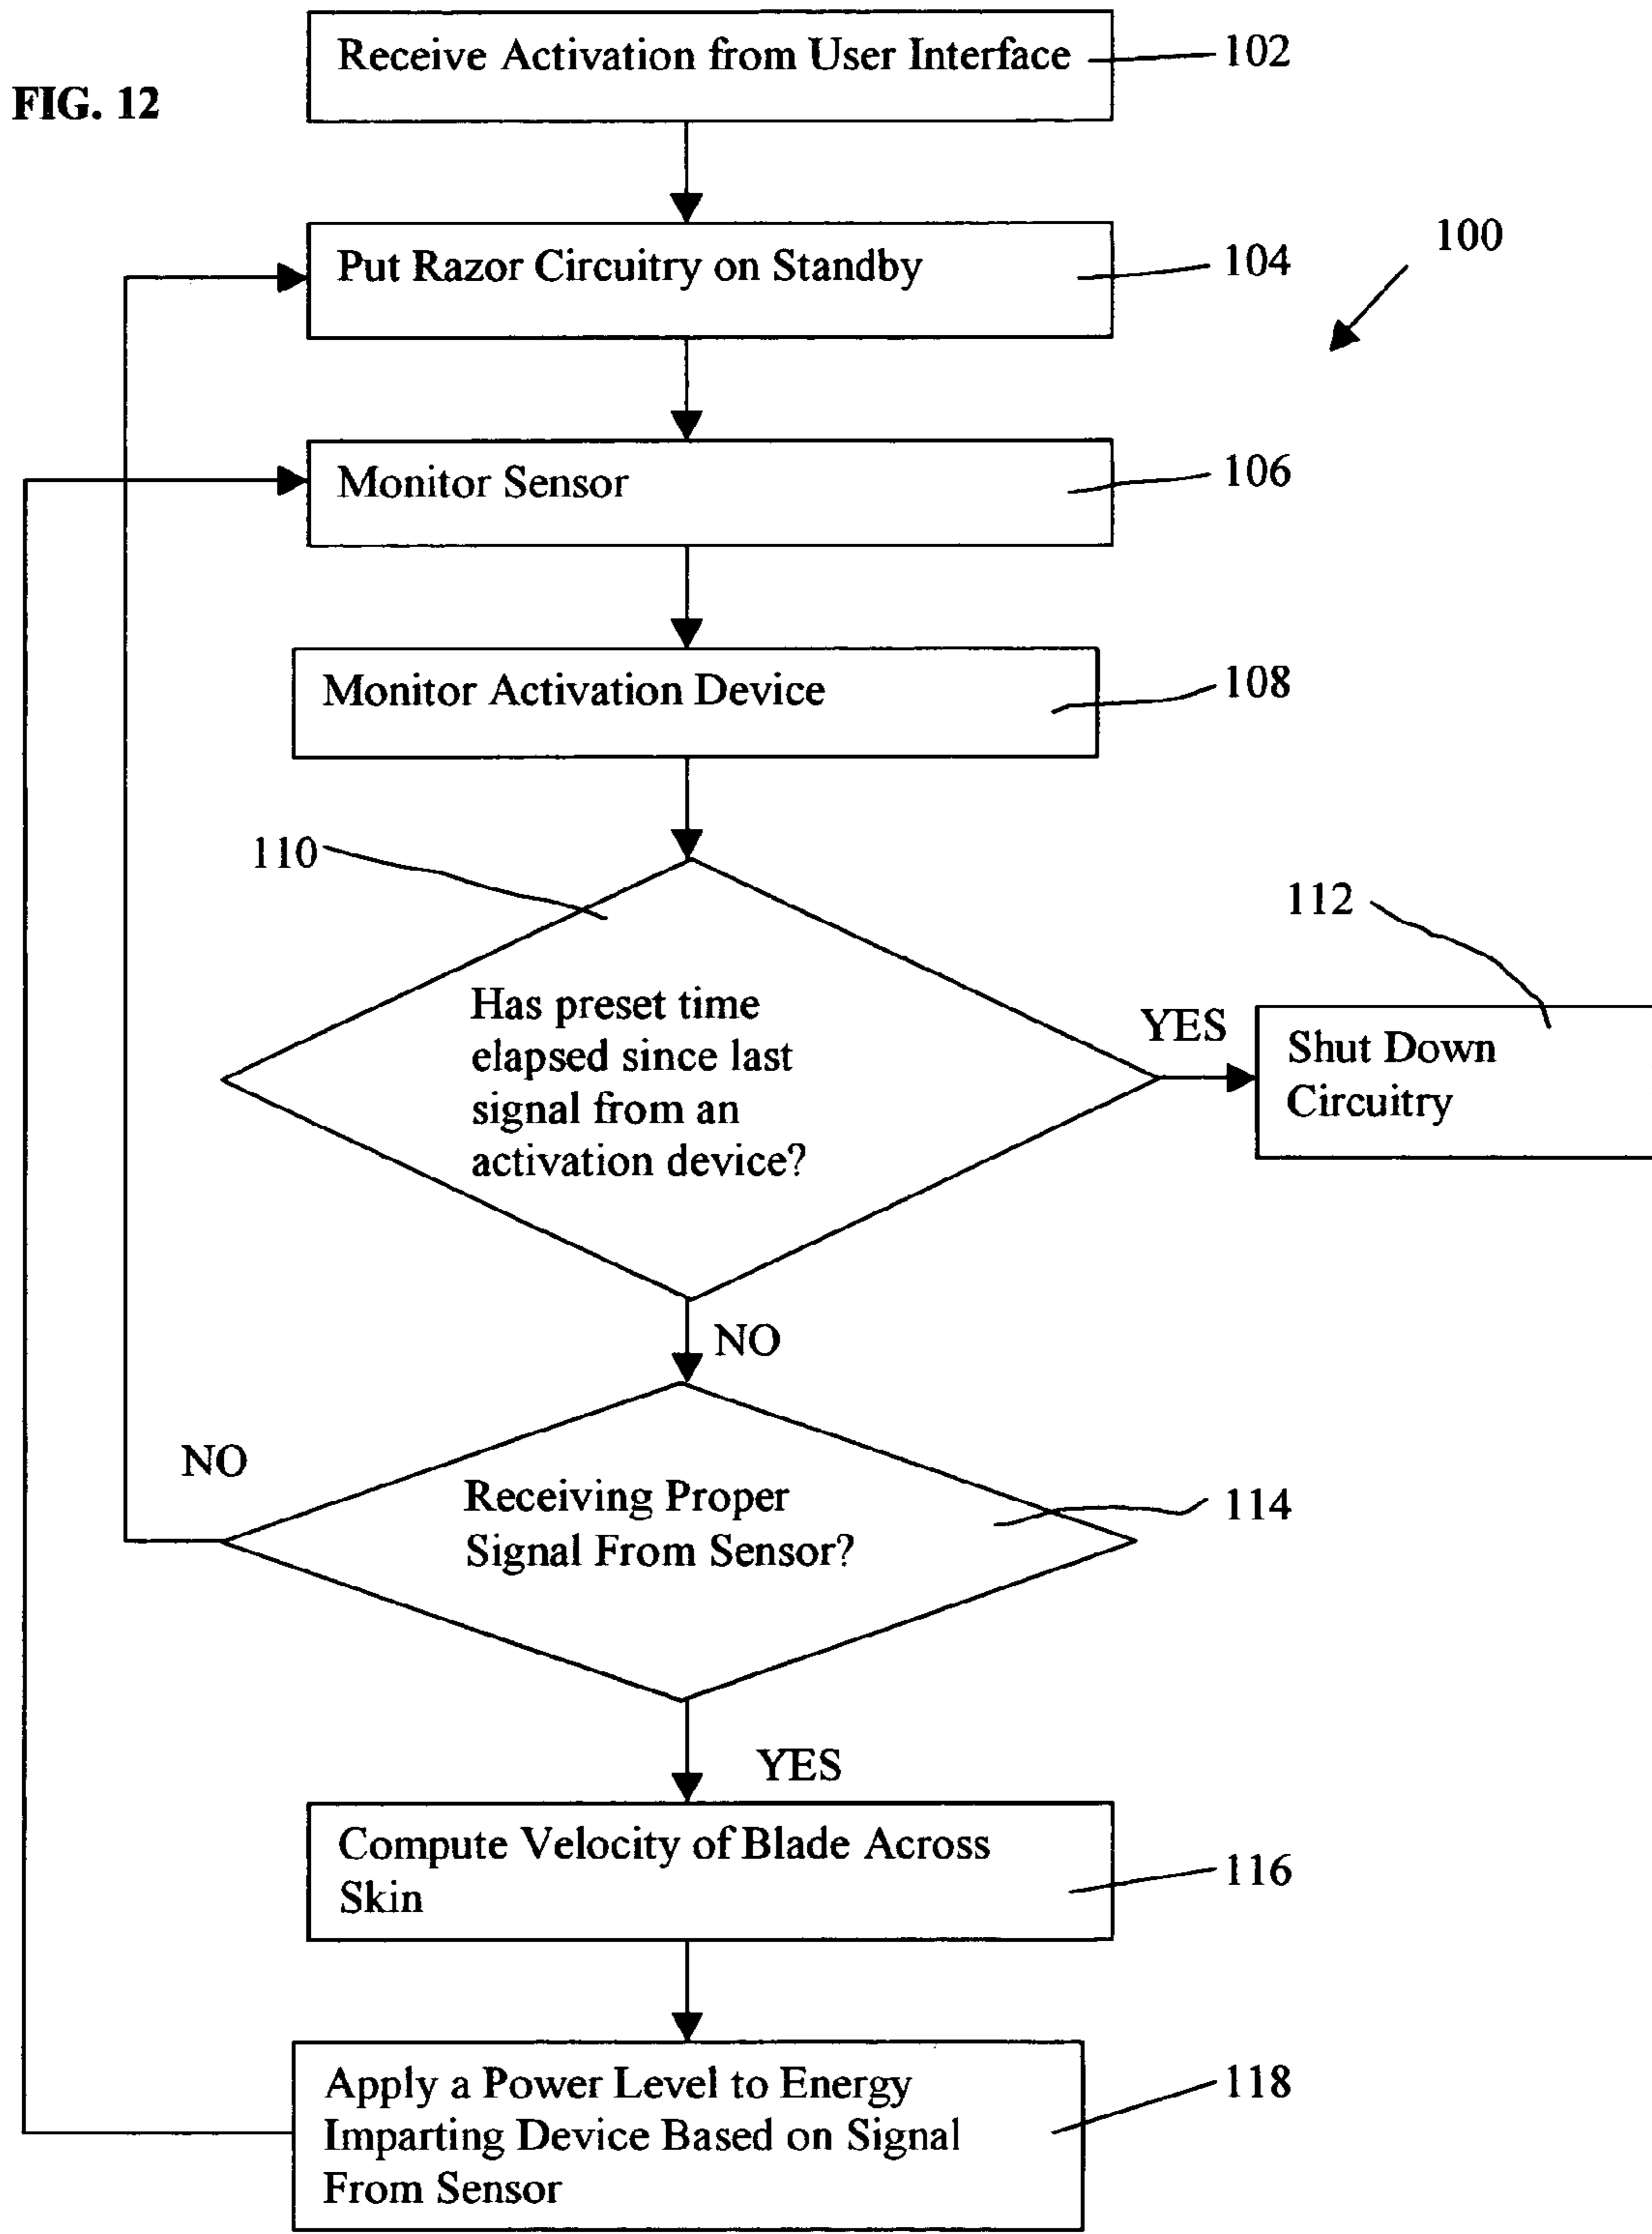 Receive Activation from User Interface
102
FIG. 12
100
Put Razor Circuitry on Standby
104
Monitor Sensor
106
Monitor Activation Device
108
110
112
Has preset time
elapsed since last
signal from an
activation device?
YES
Shut Down
Circuitry
NO
NO
Receiving Proper
Signal From Sensor?
114
YES
Compute Velocity of Blade Across
Skin
116
Apply a Power Level to Energy
Imparting Device Based on Signal
From Sensor
118